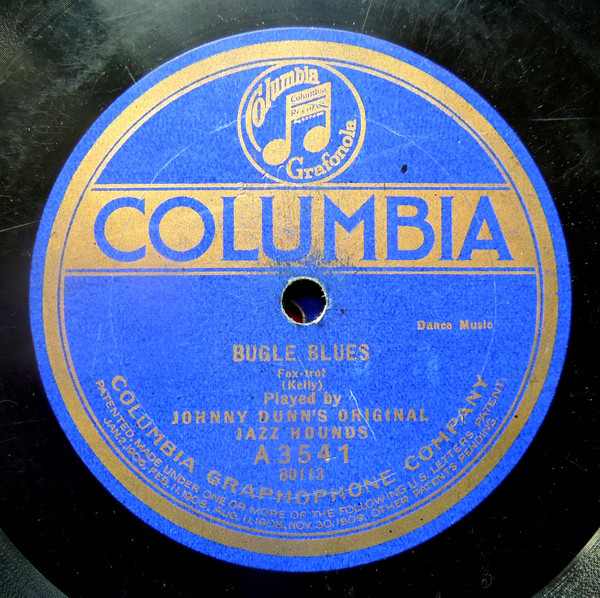 Columbia
Columbia
Records
Grafonola
COLUMBIA
Dance Music
BUGLE BLUES
Fox-trot
(Kelly)
Played by
JOHNNY DUNN'S ORIGINAL
JAZZ HOUNDS
A3541
80113
COLUMBIA GRAPHOPHONE COMPANY
PATENTED, MADE UNDER ONE OR MORE OF THE FOLLOWING U.S. LETTERS PATENT.
JAN. 2, 1906, FEB. 11, 1908, AUG. 11, 1908, NOV. 30, 1909, OTHER PATENTS PENDING